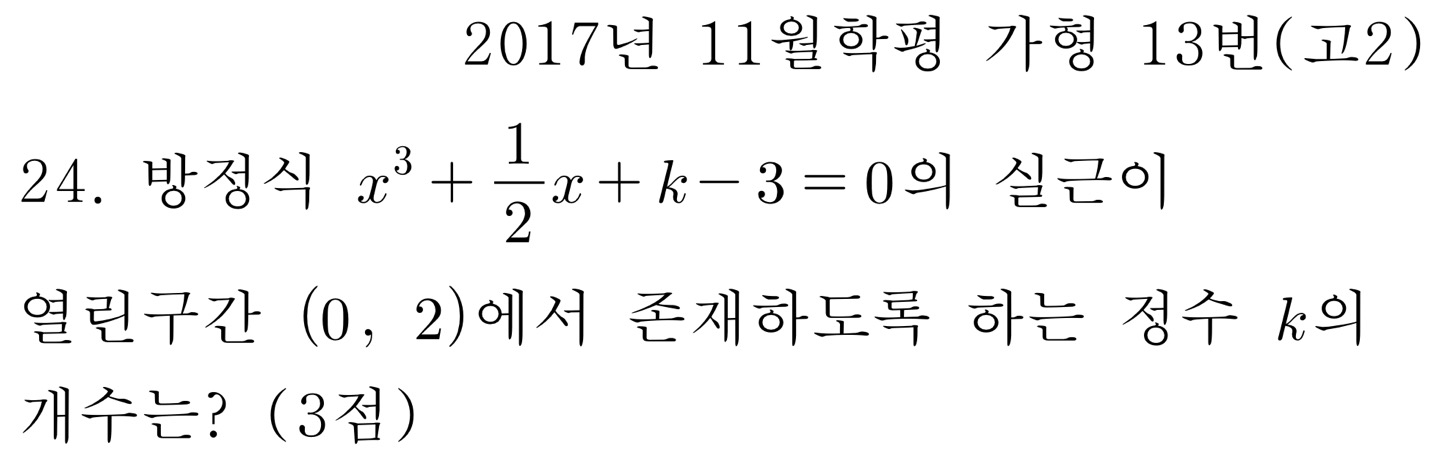 2017년 11월학평 가형 13번(고2)
24. 방정식 x³ + 1/2 x + k - 3 = 0의 실근이
열린구간 (0, 2)에서 존재하도록 하는 정수 k의
개수는? (3점)